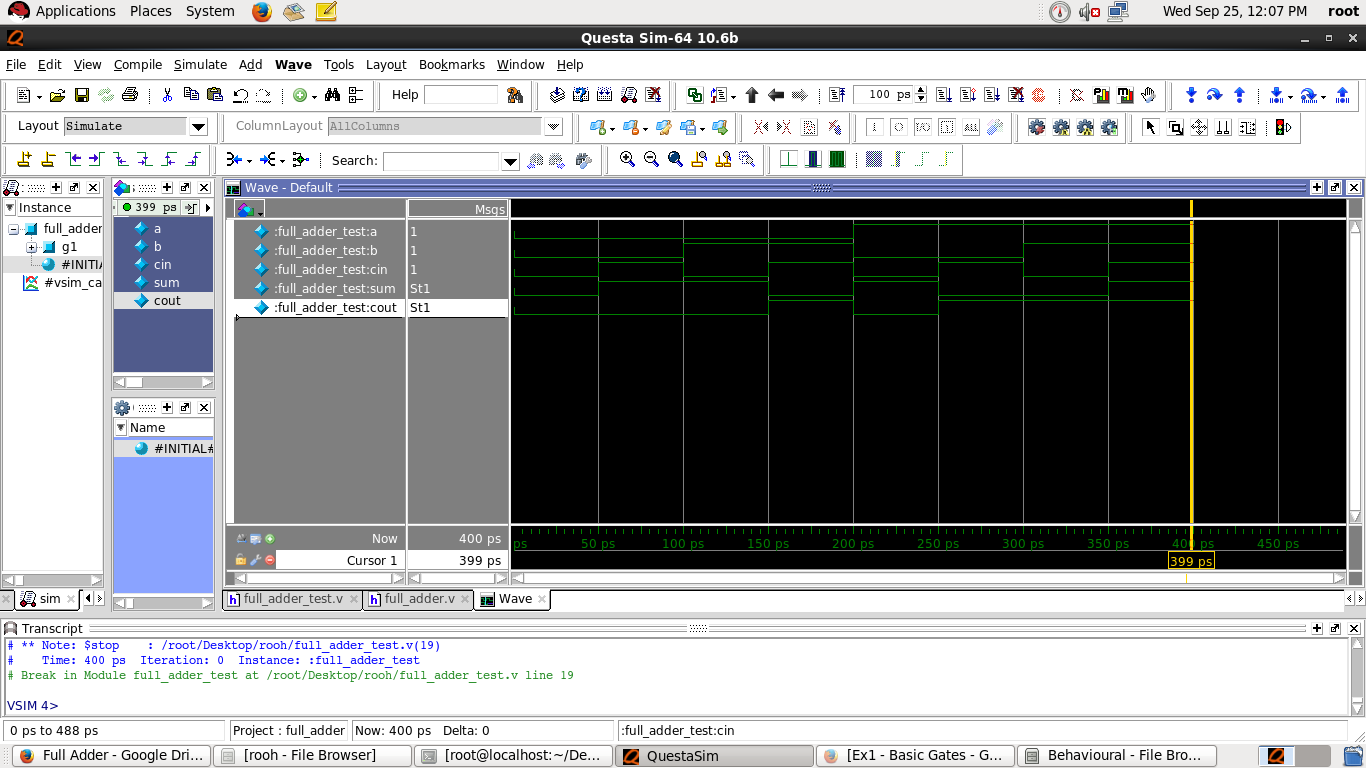 Applications Places System Wed Sep 25, 12:07 PM root
Questa Sim-64 10.6b
File Edit View Compile Simulate Add Wave Tools Layout Bookmarks Window Help
Help 100 ps
Layout Simulate ColumnLayout AllColumns
Search:
Wave - Default
Instance
399 ps
Msgs
full_adder
g1
#INITIA
#vsim_ca
a
b
cin
sum
cout
Name
#INITIAL#
:full_adder_test:a 1
:full_adder_test:b 1
:full_adder_test:cin 1
:full_adder_test:sum St1
:full_adder_test:cout St1
Now 400 ps
ps 50 ps 100 ps 150 ps 200 ps 250 ps 300 ps 350 ps 400 ps 450 ps
Cursor 1 399 ps
399 ps
sim
full_adder_test.v full_adder.v Wave
Transcript
# ** Note: $stop : /root/Desktop/rooh/full_adder_test.v(19)
# Time: 400 ps Iteration: 0 Instance: :full_adder_test
# Break in Module full_adder_test at /root/Desktop/rooh/full_adder_test.v line 19
VSIM 4>
0 ps to 488 ps Project : full_adder Now: 400 ps Delta: 0 :full_adder_test:cin
Full Adder - Google Dri... [rooh - File Browser] [root@localhost:~/De... QuestaSim [Ex1 - Basic Gates - G... Behavioural - File Bro...